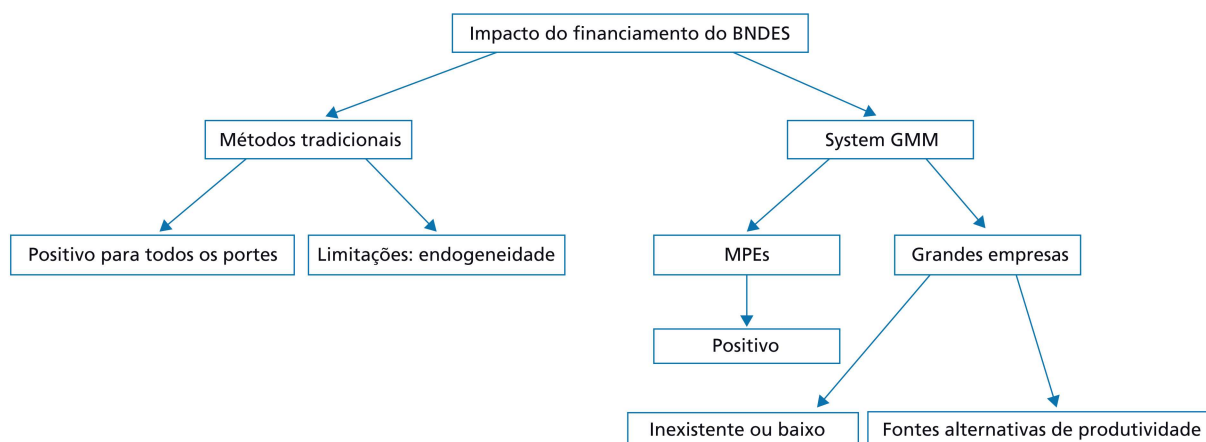 Impacto do financiamento do BNDES
Métodos tradicionais
System GMM
Positivo para todos os portes
Limitações: endogeneidade
MPEs
Grandes empresas
Positivo
Inexistente ou baixo
Fontes alternativas de produtividade